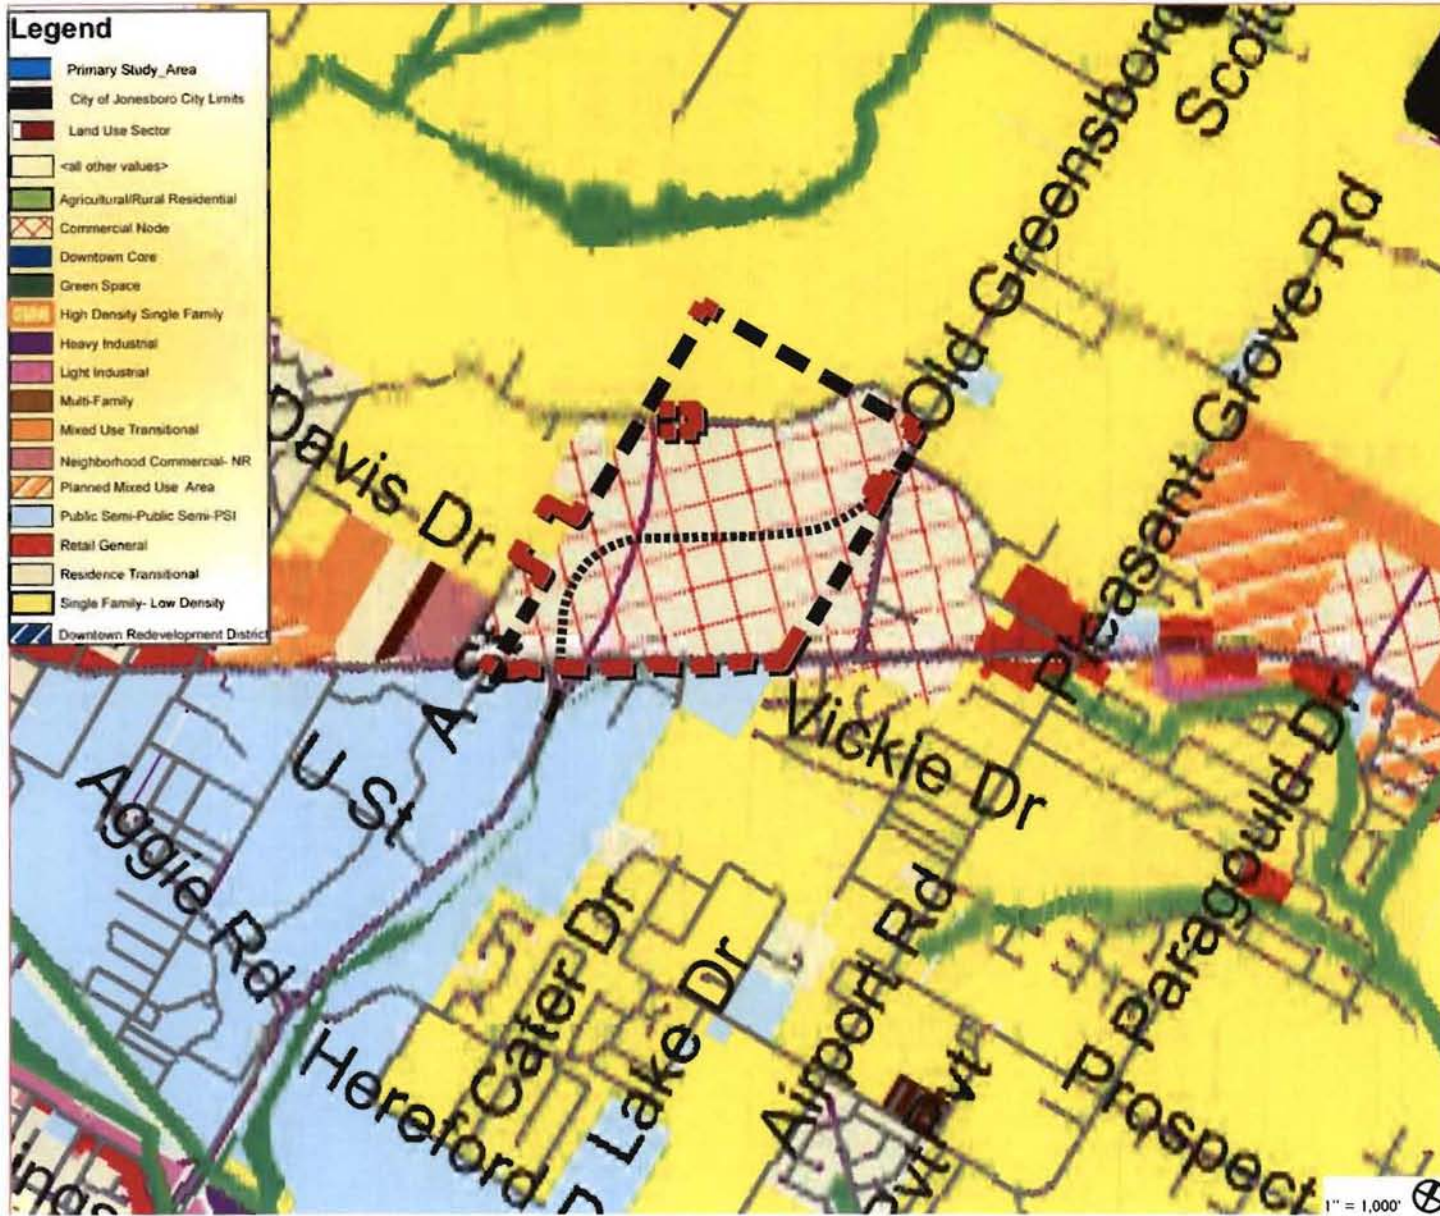 Legend
Primary Study_Area
City of Jonesboro City Limits
Land Use Sector
<all other values>
Agricultural/Rural Residential
Commercial Node
Downtown Core
Green Space
High Density Single Family
Heavy Industrial
Light Industrial
Multi-Family
Mixed Use Transitional
Neighborhood Commercial- NR
Planned Mixed Use Area
Public Semi-Public Semi-PSI
Retail General
Residence Transitional
Single Family- Low Density
Downtown Redevelopment District
Old Greensboro
Pleasant Grove Rd
Davis Dr
A S
U St
Aggie Rd
Vickie Dr
Paragould Dr
Airport Rd
Cater Dr
Lake Dr
Hereford D
Pvt
Prospect
P
Pvt
ings
1" = 1,000'